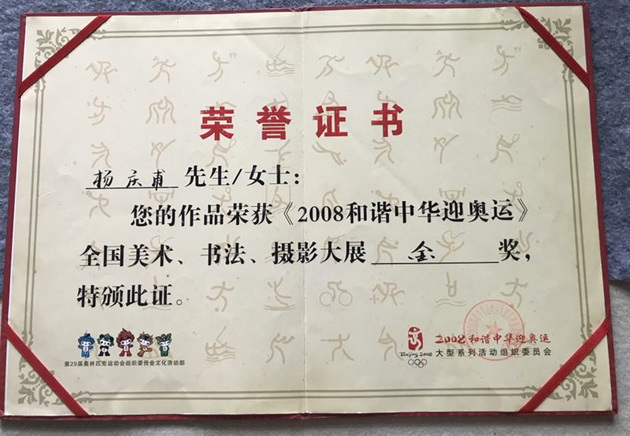 荣誉证书
杨庆甫 先生/女士：
您的作品荣获《2008和谐中华迎奥运》
全国美术、书法、摄影大展 金 奖，
特颁此证。
第29届奥林匹克运动会组织委员会文化活动部
Beijing 2008
2008和谐中华迎奥运
大型系列活动组织委员会